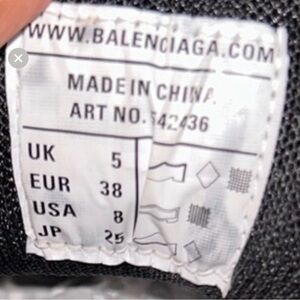 WWW.BALENCIAGA.COM
MADE IN CHINA
ART NO. 542436
UK 5
EUR 38
USA 8
JP 25